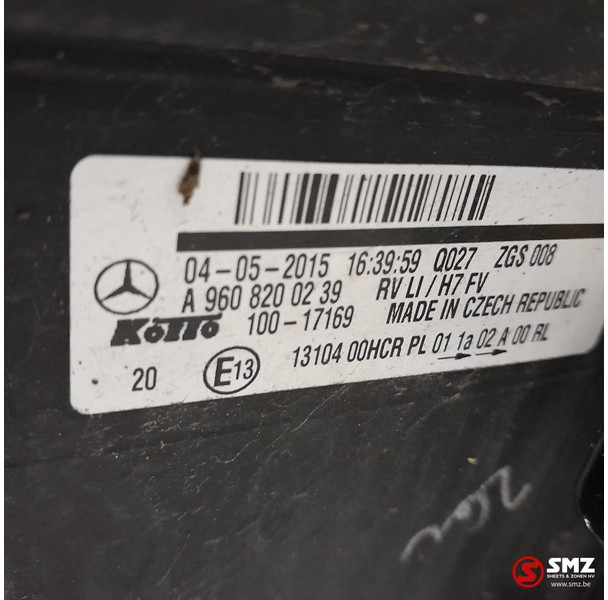 04-05-2015 16:39:59 Q027 ZGS 008
A 960 820 02 39 RV LI / H7 FV
100-17169 MADE IN CZECH REPUBLIC
20 E13 13104 00HCR PL 01 1a 02 A 00 RL
SMZ
SHEETS & ZONEN NV
www.smz.be